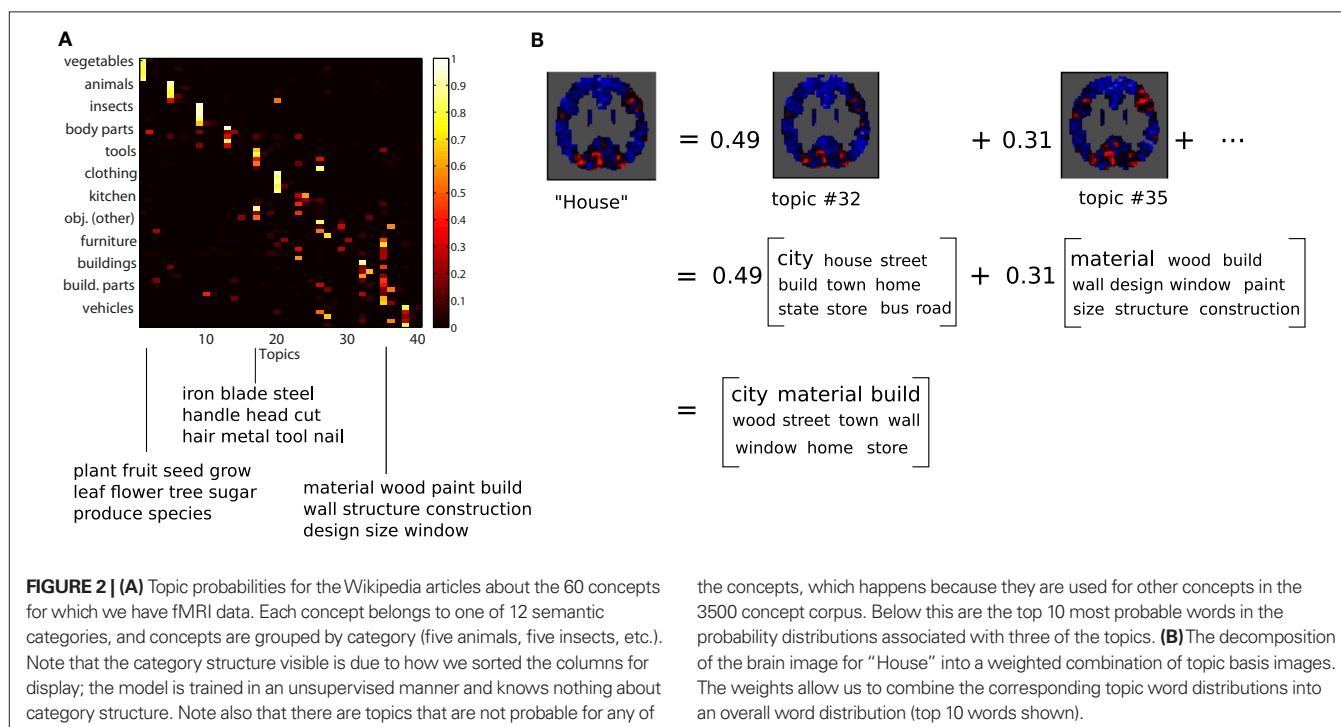 A
vegetables
animals
insects
body parts
tools
clothing
kitchen
obj. (other)
furniture
buildings
build. parts
vehicles
1
0.9
0.8
0.7
0.6
0.5
0.4
0.3
0.2
0.1
0
10 20 30 40
Topics
iron blade steel
handle head cut
hair metal tool nail
plant fruit seed grow
leaf flower tree sugar
produce species
material wood paint build
wall structure construction
design size window
B
= 0.49 + 0.31 + ...
"House" topic #32 topic #35
= 0.49 [city house street build town home state store bus road] + 0.31 [material wood build wall design window paint size structure construction]
= [city material build
wood street town wall
window home store]
FIGURE 2 | (A) Topic probabilities for the Wikipedia articles about the 60 concepts
for which we have fMRI data. Each concept belongs to one of 12 semantic
categories, and concepts are grouped by category (five animals, five insects, etc.).
Note that the category structure visible is due to how we sorted the columns for
display; the model is trained in an unsupervised manner and knows nothing about
category structure. Note also that there are topics that are not probable for any of
the concepts, which happens because they are used for other concepts in the
3500 concept corpus. Below this are the top 10 most probable words in the
probability distributions associated with three of the topics. (B) The decomposition
of the brain image for “House” into a weighted combination of topic basis images.
The weights allow us to combine the corresponding topic word distributions into
an overall word distribution (top 10 words shown).